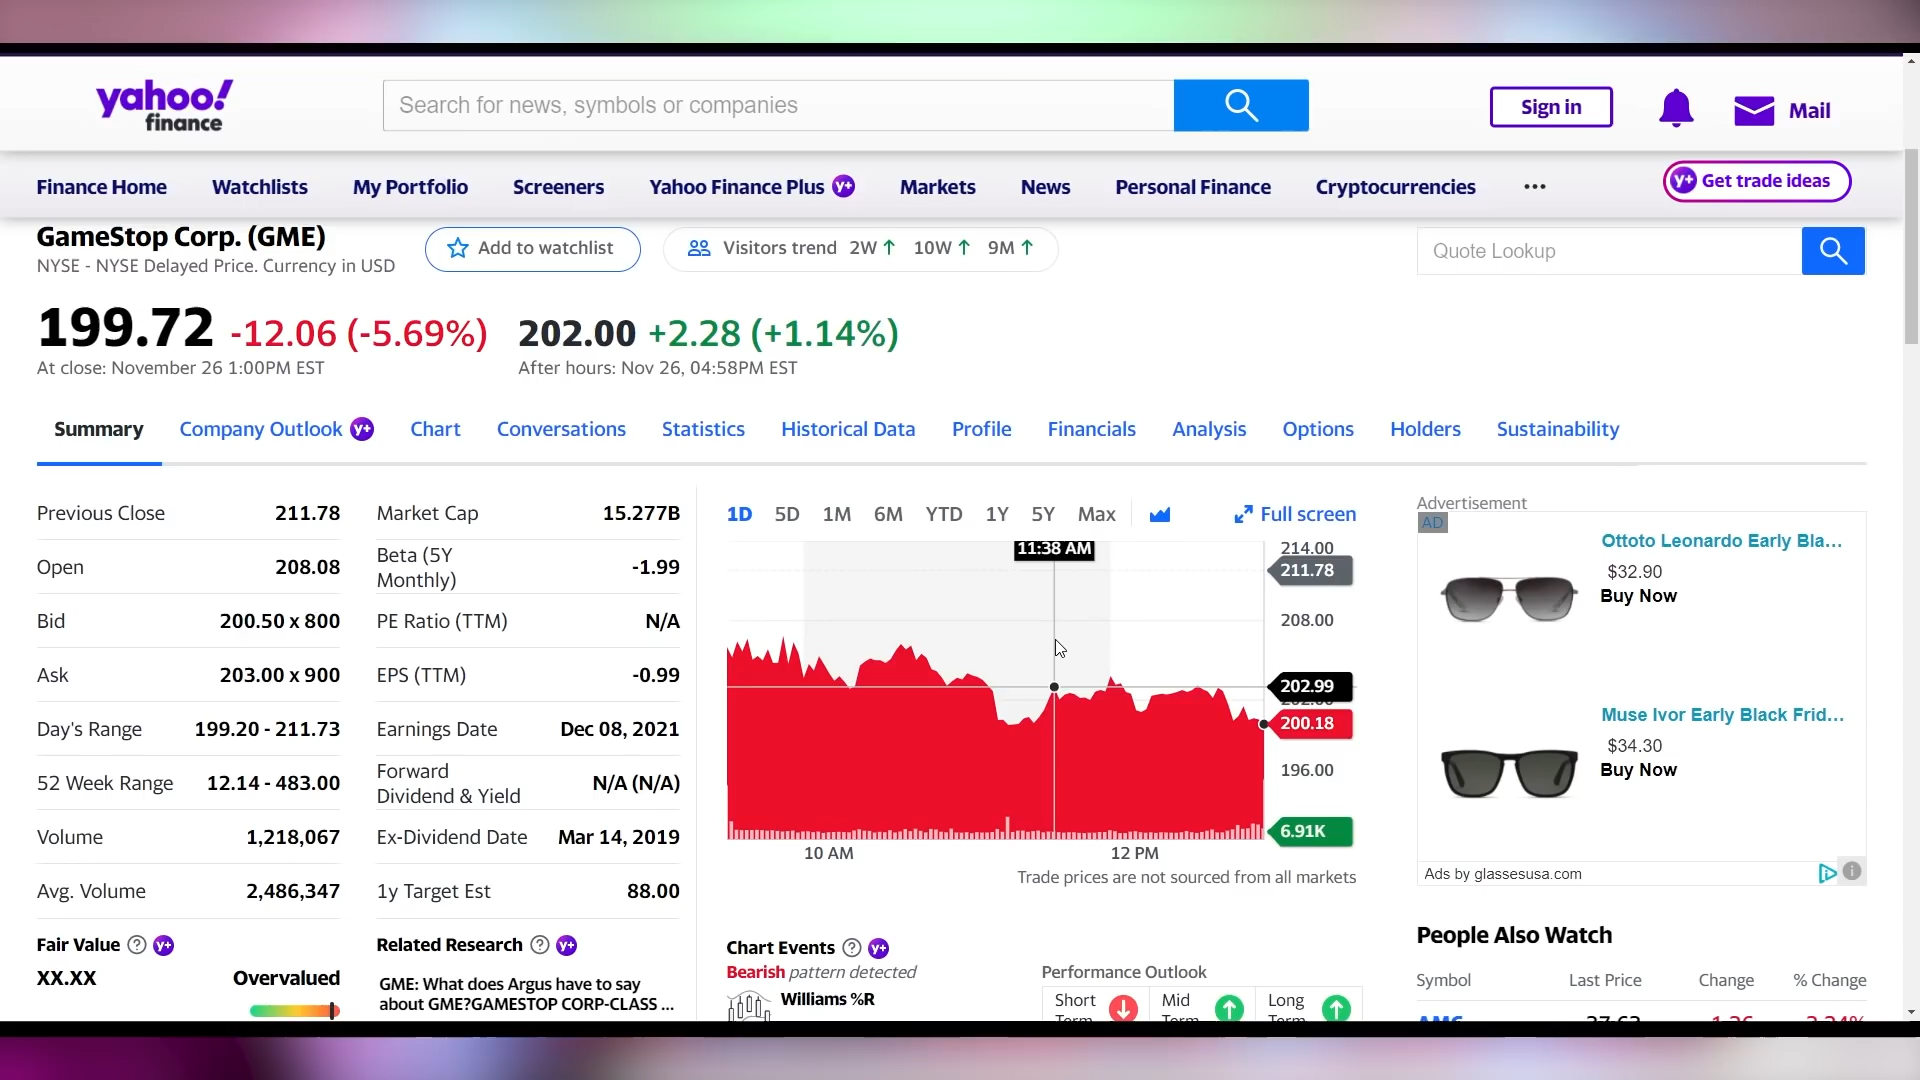 yahoo!
finance
Search for news, symbols or companies
Sign in
Mail
Finance Home Watchlists My Portfolio Screeners Yahoo Finance Plus y+ Markets News Personal Finance Cryptocurrencies ••• y+ Get trade ideas
GameStop Corp. (GME)
NYSE - NYSE Delayed Price. Currency in USD
Add to watchlist
Visitors trend 2W↑ 10W↑ 9M↑
Quote Lookup
199.72 -12.06 (-5.69%)
At close: November 26 1:00PM EST
202.00 +2.28 (+1.14%)
After hours: Nov 26, 04:58PM EST
Summary Company Outlook y+ Chart Conversations Statistics Historical Data Profile Financials Analysis Options Holders Sustainability
Previous Close 211.78
Open 208.08
Bid 200.50 x 800
Ask 203.00 x 900
Day's Range 199.20 - 211.73
52 Week Range 12.14 - 483.00
Volume 1,218,067
Avg. Volume 2,486,347
Market Cap 15.277B
Beta (5Y
Monthly) -1.99
PE Ratio (TTM) N/A
EPS (TTM) -0.99
Earnings Date Dec 08, 2021
Forward
Dividend & Yield N/A (N/A)
Ex-Dividend Date Mar 14, 2019
1y Target Est 88.00
Fair Value ? y+
XX.XX Overvalued
Related Research ? y+
GME: What does Argus have to say
about GME?GAMESTOP CORP-CLASS ...
1D 5D 1M 6M YTD 1Y 5Y Max
Full screen
11:38 AM
214.00
211.78
208.00
202.99
202.00
200.18
196.00
6.91K
10 AM 12 PM
Trade prices are not sourced from all markets
Chart Events ? y+
Bearish pattern detected
Williams %R
Performance Outlook
Short
Term
Mid
Term
Long
Term
Advertisement
AD
Ottoto Leonardo Early Bla...
$32.90
Buy Now
Muse Ivor Early Black Frid...
$34.30
Buy Now
Ads by glassesusa.com
People Also Watch
Symbol Last Price Change % Change
AMC